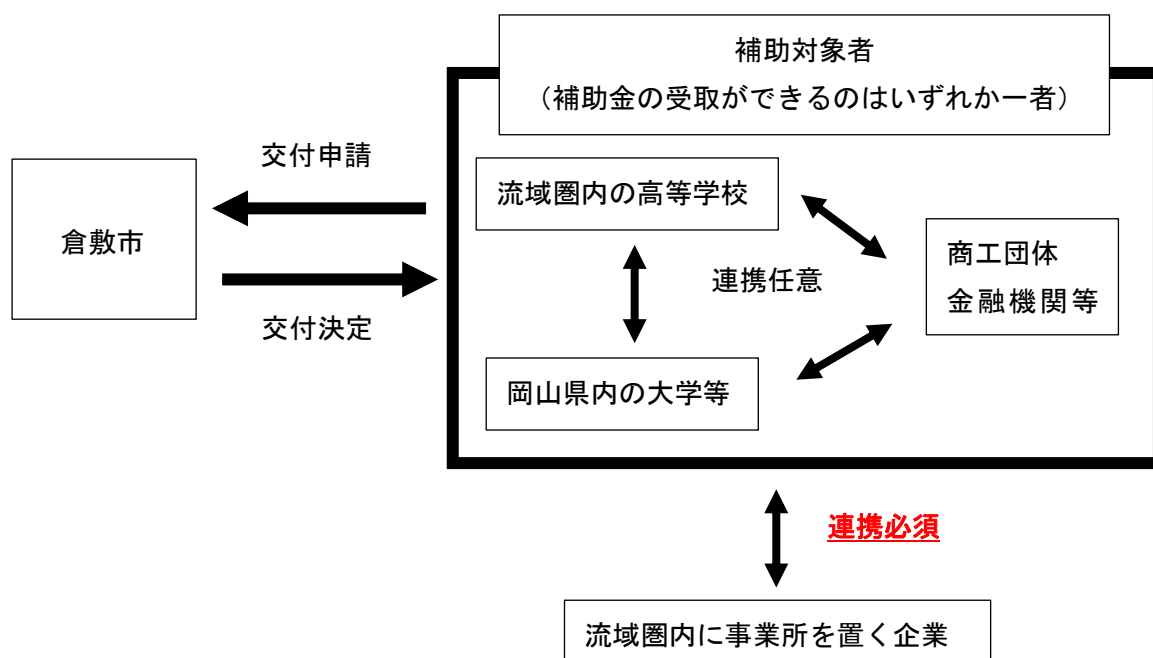 補助対象者
（補助金の受取ができるのはいずれか一者）
交付申請
倉敷市
交付決定
流域圏内の高等学校
連携任意
商工団体
金融機関等
岡山県内の大学等
連携必須
流域圏内に事業所を置く企業